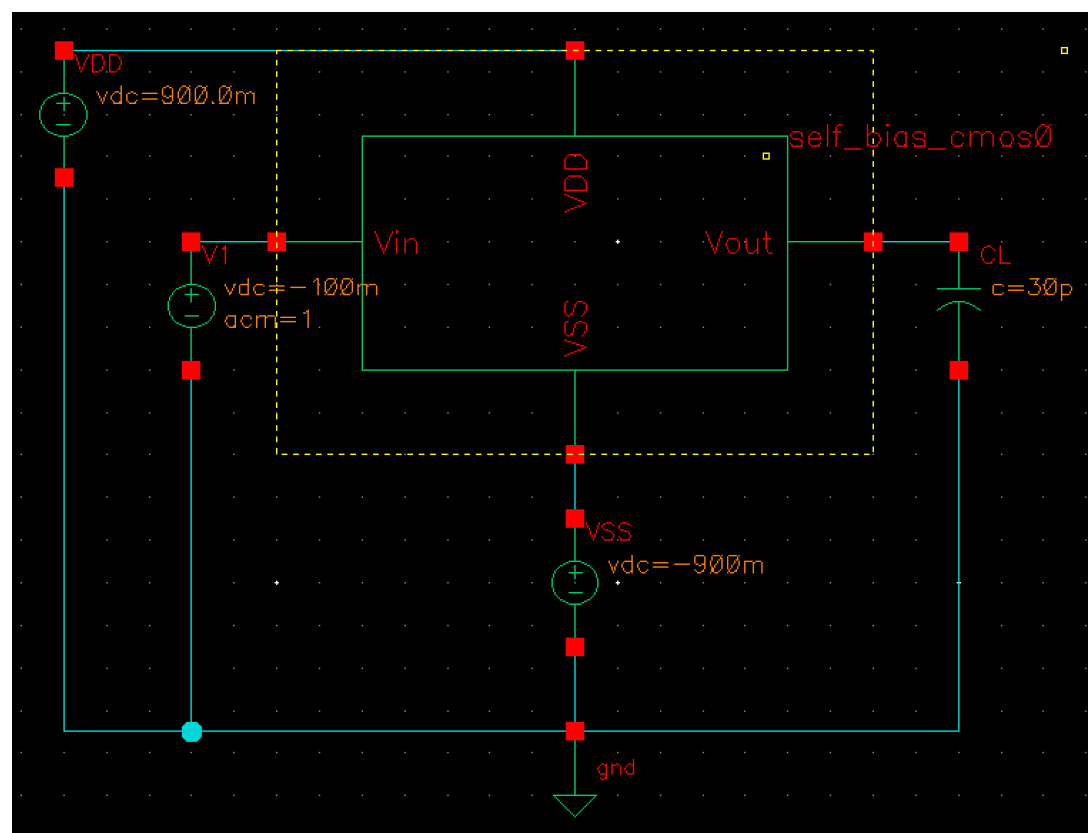 VDD
vdc=900.0m
self_bias_cmos0
VDD
Vin
Vout
V1
CL
vdc=-100m
c=30p
acm=1
VSS
VSS
vdc=-900m
gnd